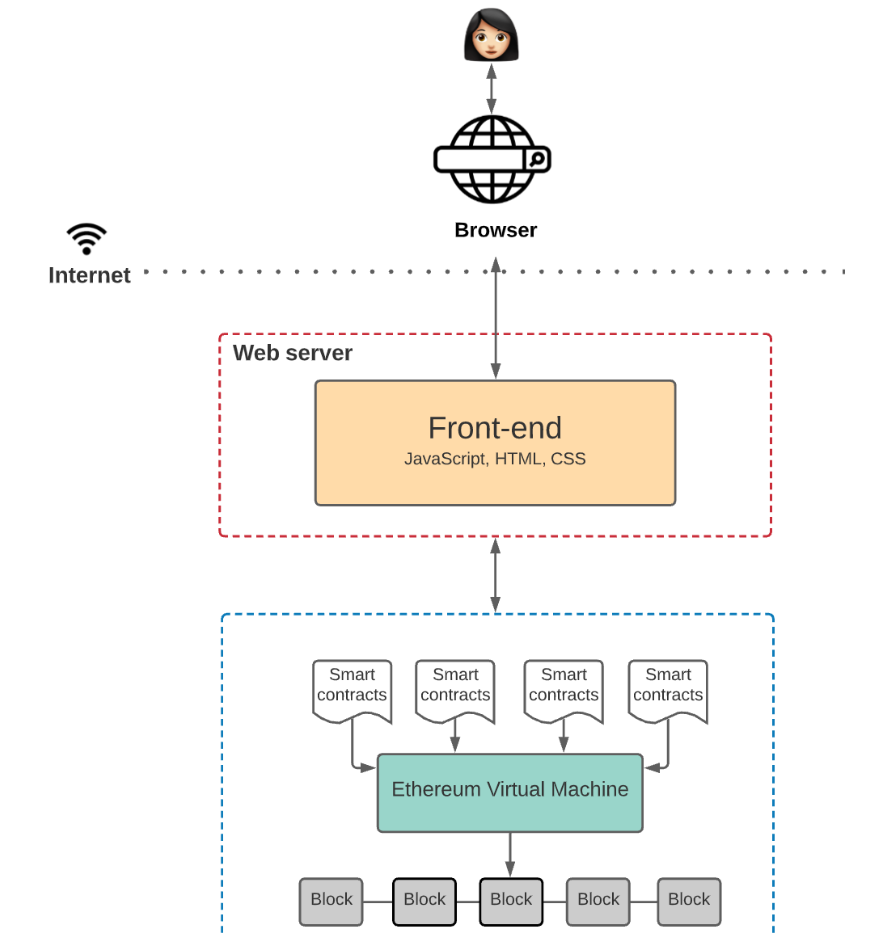 Browser
Internet
Web server
Front-end
JavaScript, HTML, CSS
Smart
contracts
Smart
contracts
Smart
contracts
Smart
contracts
Ethereum Virtual Machine
Block
Block
Block
Block
Block